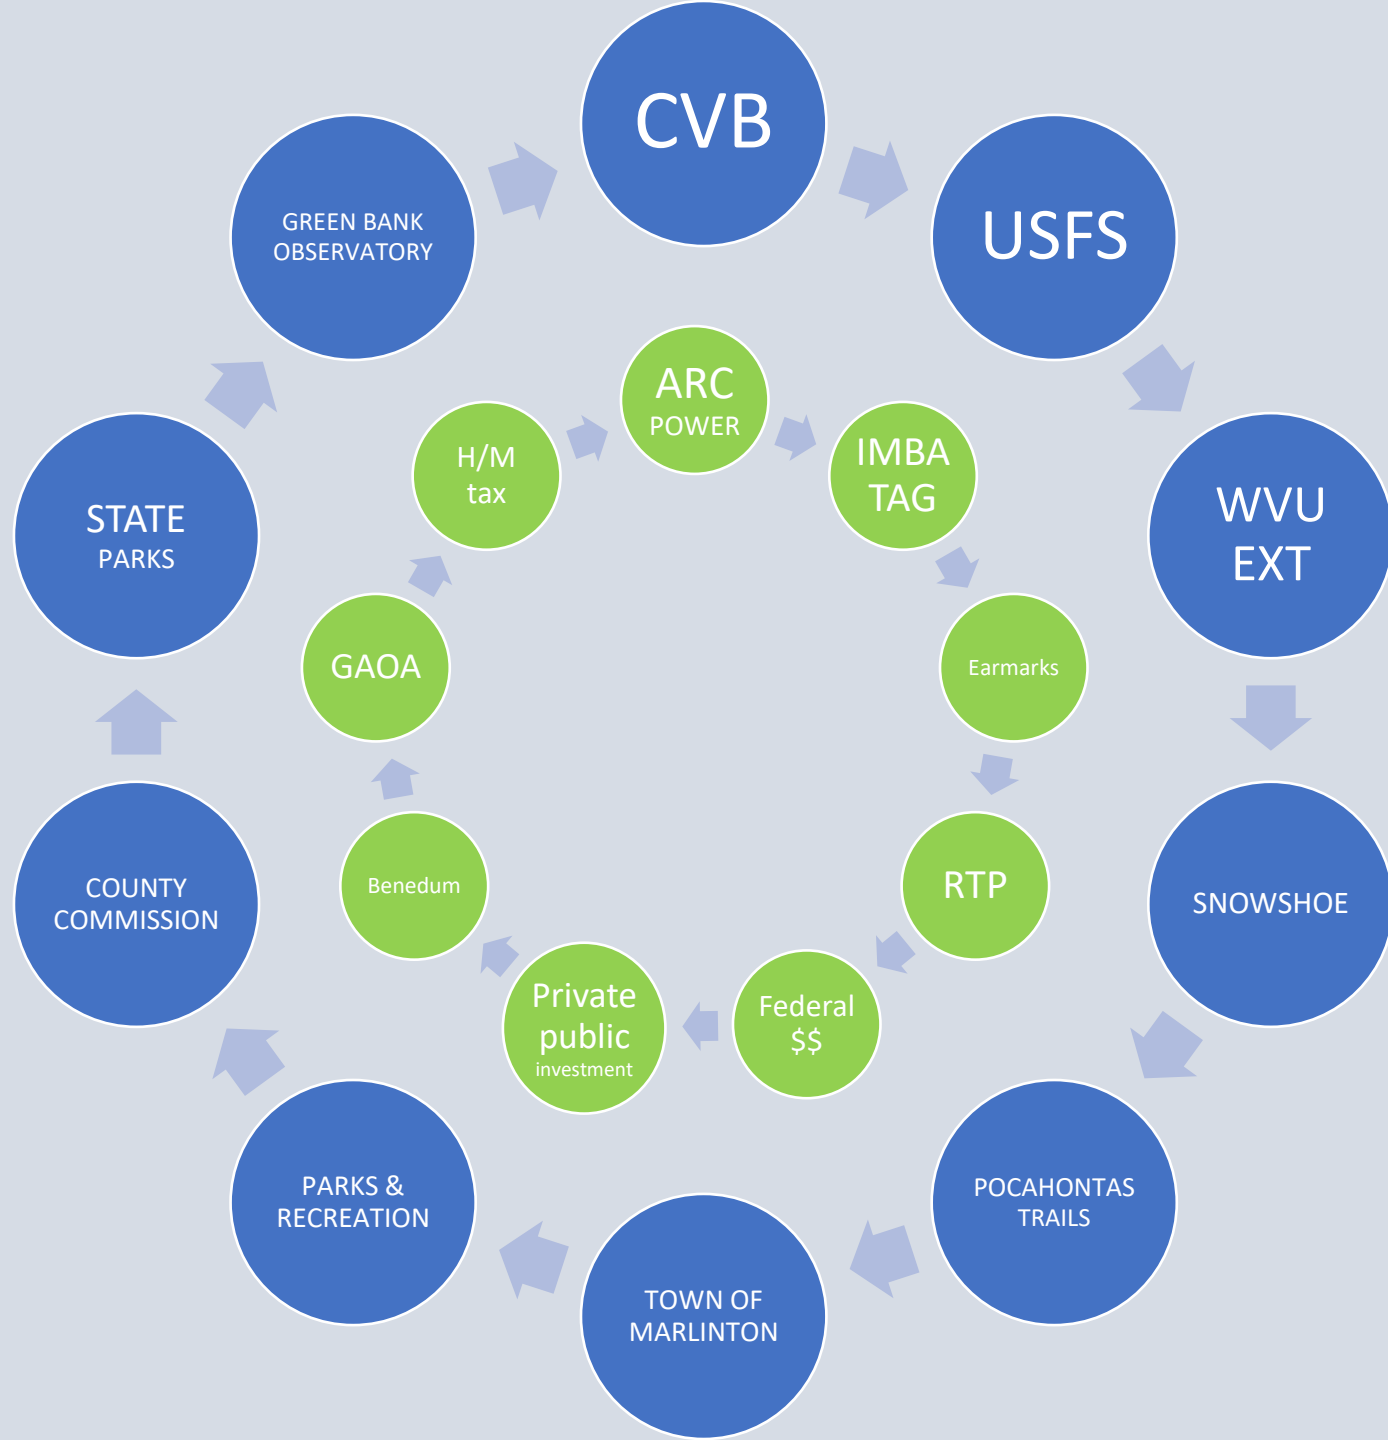 CVB
USFS
WVU
EXT
SNOWSHOE
POCAHONTAS
TRAILS
TOWN OF
MARLINTON
PARKS &
RECREATION
COUNTY
COMMISSION
STATE
PARKS
GREEN BANK
OBSERVATORY
ARC
POWER
IMBA
TAG
Earmarks
RTP
Federal
$$
Private
public
investment
Benedum
GAOA
H/M
tax